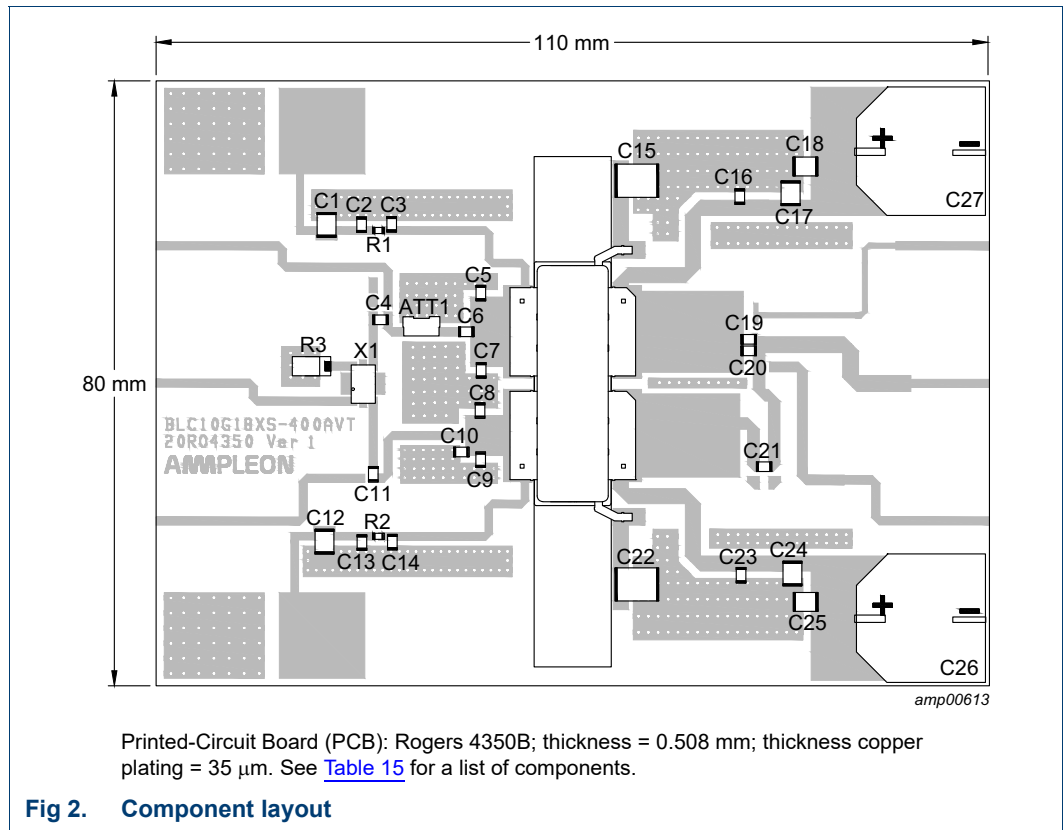 110 mm
80 mm
C15
C18
C16
C17
C27
+
-
C1
C2
C3
R1
C5
C4
ATT1
C6
C19
C20
R3
X1
C7
C8
BLC10G18XS-400AVT
20RO4350 Ver 1
AMPLEON
C10
C9
C21
C11
C12
R2
C13
C14
C22
C23
C24
C25
+
-
C26
amp00613
Printed-Circuit Board (PCB): Rogers 4350B; thickness = 0.508 mm; thickness copper
plating = 35 μm. See Table 15 for a list of components.
Fig 2. Component layout